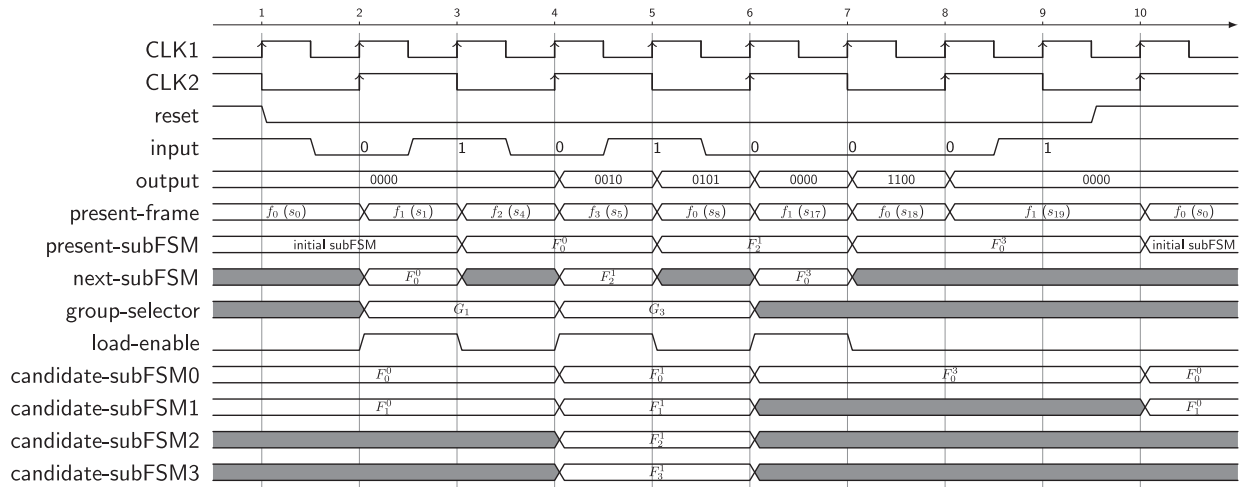 1 2 3 4 5 6 7 8 9 10
CLK1
CLK2
reset
input 0 1 0 1 0 0 0 1
output 0000 0010 0101 0000 1100 0000
present-frame f₀ (s₀) f₁ (s₁) f₂ (s₄) f₃ (s₅) f₀ (s₈) f₁ (s₁₇) f₀ (s₁₈) f₁ (s₁₉) f₀ (s₀)
present-subFSM initial subFSM F₀⁰ F₂¹ F₀³ initial subFSM
next-subFSM F₀⁰ F₂¹ F₀³
group-selector G₁ G₃
load-enable
candidate-subFSM0 F₀⁰ F₀¹ F₀³ F₀⁰
candidate-subFSM1 F₁⁰ F₁¹ F₁⁰
candidate-subFSM2 F₂¹
candidate-subFSM3 F₃¹